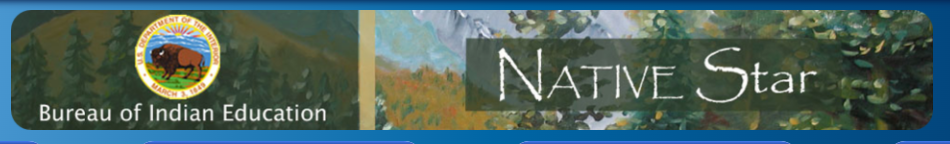 U.S. DEPARTMENT OF THE INTERIOR
MARCH 3, 1849
Bureau of Indian Education
NATIVE Star